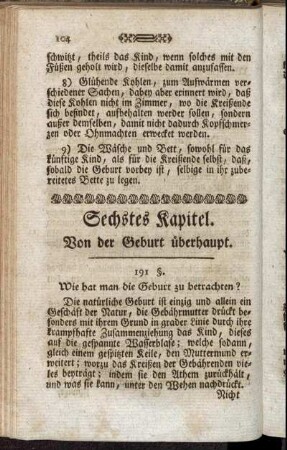 104
schwitzt, theils das Kind, wenn solches mit den
Füßen geholt wird, dieselbe damit anzufassen.
8) Glühende Kohlen, zum Auswärmen ver-
schiedener Sachen, dabey aber erinnert wird, daß
diese Kohlen nicht im Zimmer, wo die Kreißende
sich befindet, aufbehalten werder sollen, sondern
ausser demselben, damit nicht dadurch Kopfschmer-
zen oder Ohnmachten erwecket werden.
9) Die Wäsche und Bett, sowohl für das
künftige Kind, als für die Kreißende selbst, daß,
sobald die Geburt vorbey ist, selbige in ihr zube-
reitetes Bette zu legen.
Sechstes Kapitel.
Von der Geburt überhaupt.
191 §.
Wie hat man die Geburt zu betrachten?
Die natürliche Geburt ist einzig und allein ein
Geschäft der Natur, die Gebährmutter drückt be-
sonders mit ihrem Grund in grader Linie durch ihre
krampfhafte Zusammenziehung das Kind, dieses
auf die gespannte Wasserblase; welche sodann,
gleich einem gespitzten Keile, den Muttermund er-
weitert; worzu das Kreißen der Gebährenden vie-
les beyträgt; indem sie den Athem zurückhält,
und was sie kann, unter den Wehen nachdrückt.
Nicht